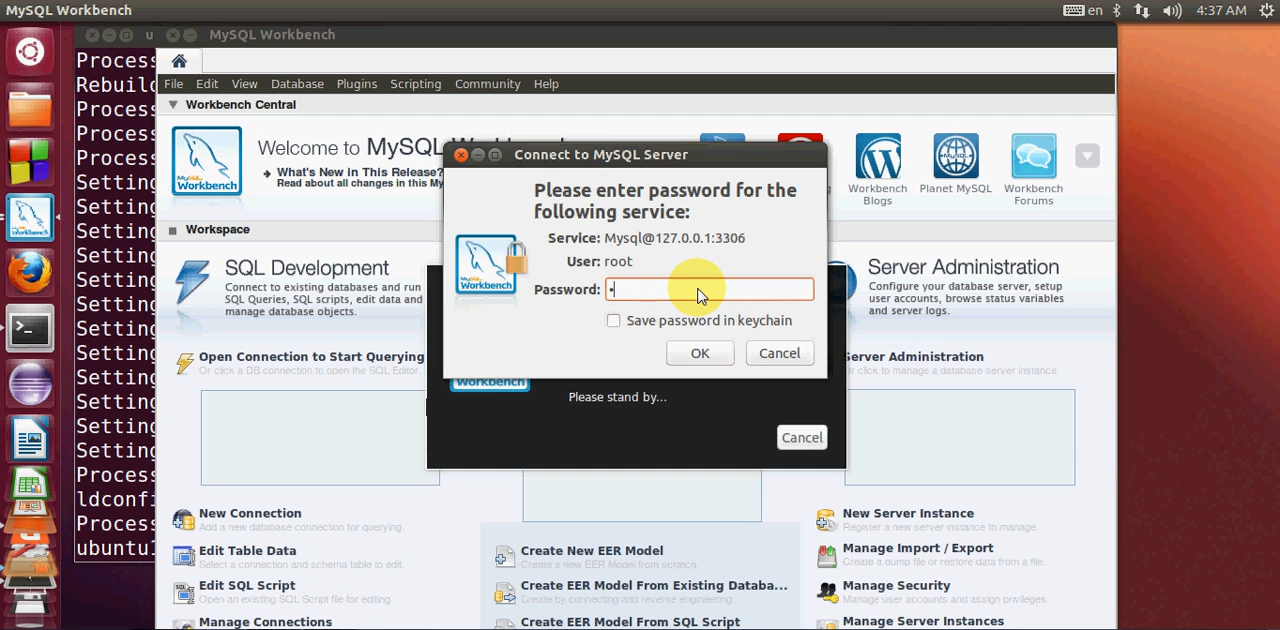 MySQL Workbench
en
4:37 AM
u
MySQL Workbench
Process
Rebuild
Process
Process
Process
Setting
Setting
Setting
Setting
Setting
Setting
Setting
Setting
Setting
Setting
Setting
Setting
Process
ldconfi
Process
ubuntu1
File Edit View Database Plugins Scripting Community Help
Workbench Central
MySQL
Workbench
Welcome to MySQL Workbench
What's New in This Release?
Read about all changes in this My
Workbench
Blogs
Planet MySQL
Workbench
Forums
Workspace
SQL Development
Connect to existing databases and run
SQL Queries, SQL scripts, edit data and
manage database objects.
Open Connection to Start Querying
Or click a DB connection to open the SQL Editor.
New Connection
Add a new database connection for querying.
Edit Table Data
Select a connection and schema table to edit.
Edit SQL Script
Open an existing SQL Script file for editing.
Manage Connections
Connect to MySQL Server
Please enter password for the
following service:
Service: Mysql@127.0.0.1:3306
User: root
Password: •
Save password in keychain
OK
Cancel
MySQL
Workbench
Workbench
Please stand by...
Cancel
Create New EER Model
Create a new EER Model from scratch.
Create EER Model From Existing Databa...
Create by connecting and reverse engineering
Create EER Model From SQL Script
Server Administration
Configure your database server, setup
user accounts, browse status variables
and server logs.
Server Administration
Or click to manage a database server instance.
New Server Instance
Register a new server instance to manage.
Manage Import / Export
Create a dump file or restore data from a file.
Manage Security
Manage user accounts and assign privileges.
Manage Server Instances